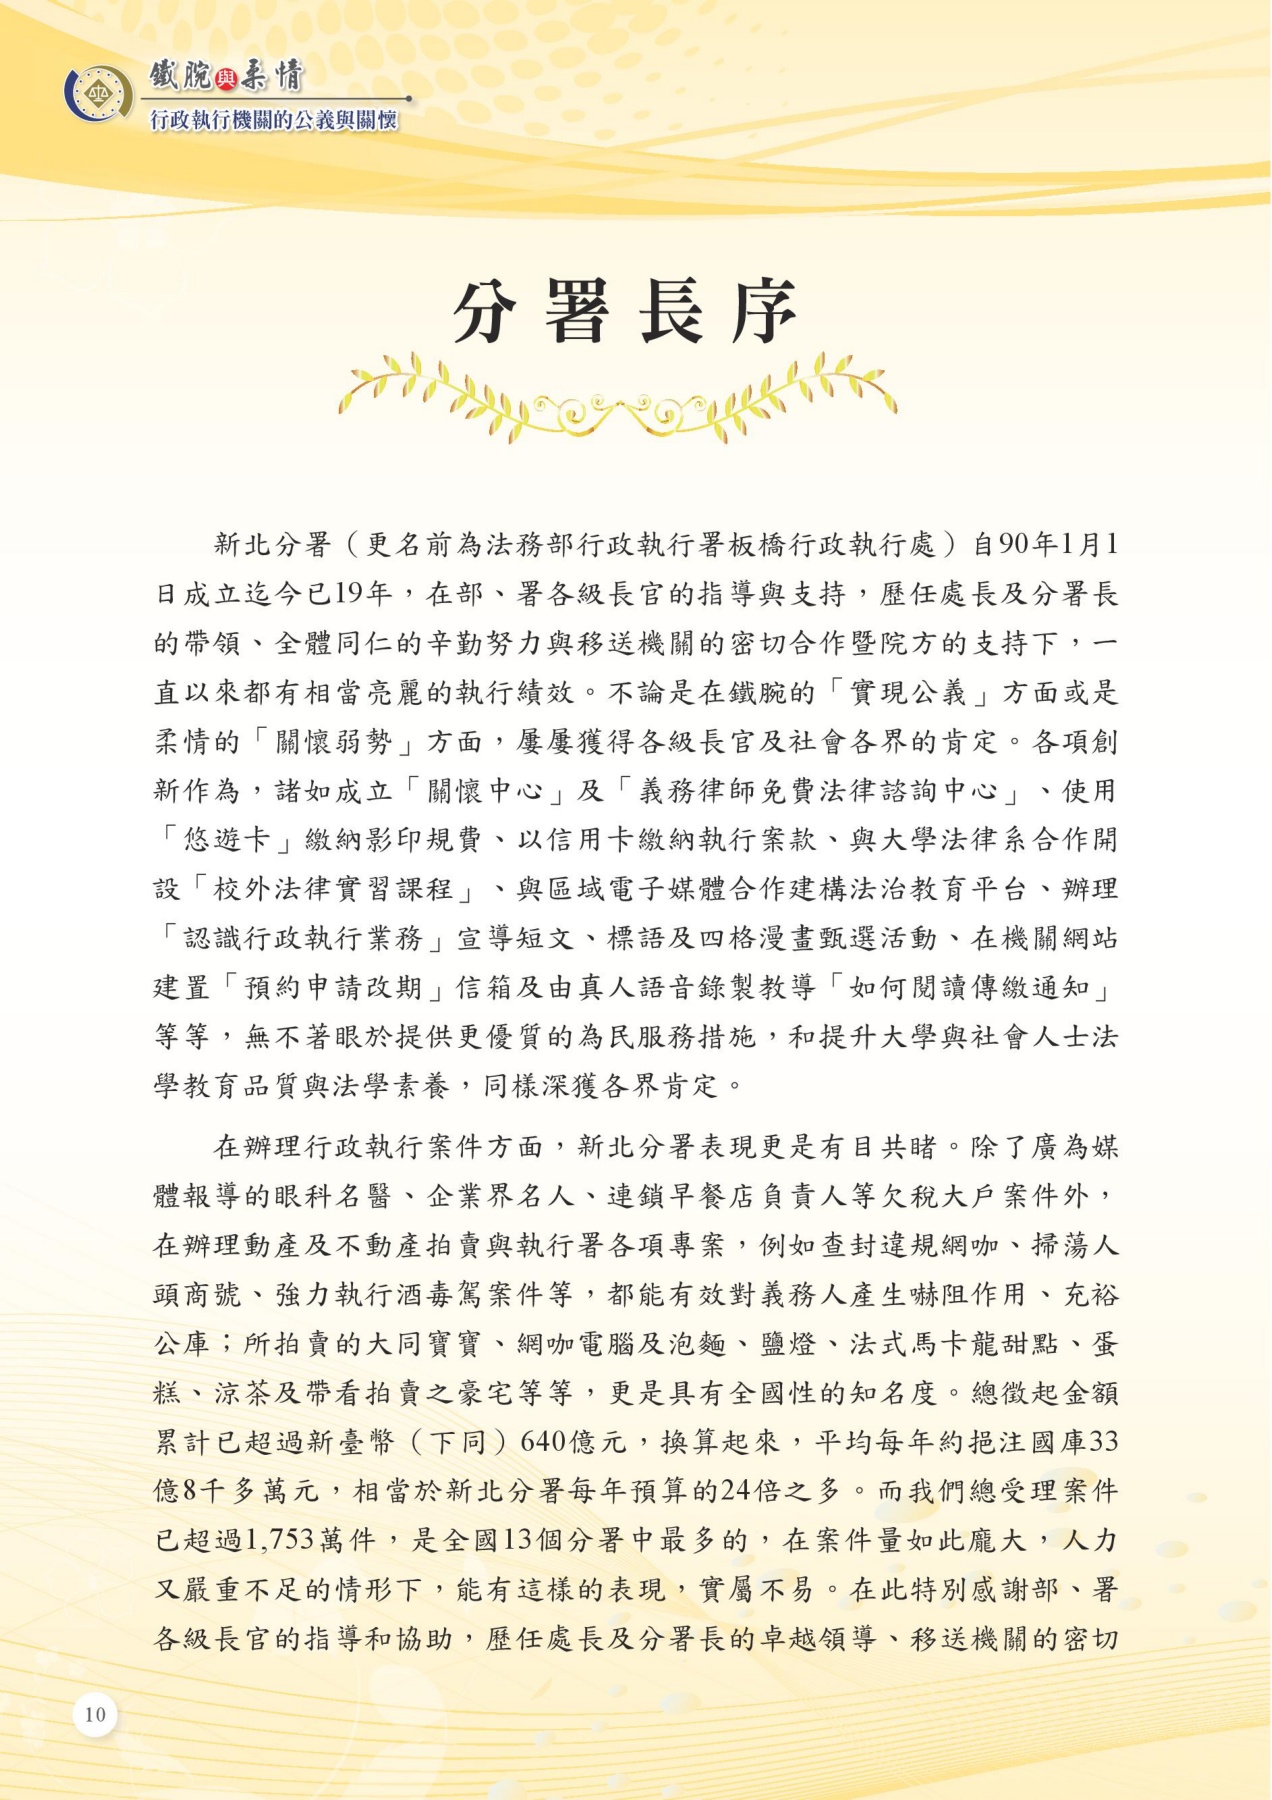 鐵腕與柔情
行政執行機關的公義與關懷
分署長序
新北分署（更名前為法務部行政執行署板橋行政執行處）自90年1月1
日成立迄今已19年，在部、署各級長官的指導與支持，歷任處長及分署長
的帶領、全體同仁的辛勤努力與移送機關的密切合作暨院方的支持下，一
直以來都有相當亮麗的執行績效。不論是在鐵腕的「實現公義」方面或是
柔情的「關懷弱勢」方面，屢屢獲得各級長官及社會各界的肯定。各項創
新作為，諸如成立「關懷中心」及「義務律師免費法律諮詢中心」、使用
「悠遊卡」繳納影印規費、以信用卡繳納執行案款、與大學法律系合作開
設「校外法律實習課程」、與區域電子媒體合作建構法治教育平台、辦理
「認識行政執行業務」宣導短文、標語及四格漫畫甄選活動、在機關網站
建置「預約申請改期」信箱及由真人語音錄製教導「如何閱讀傳繳通知」
等等，無不著眼於提供更優質的為民服務措施，和提升大學與社會人士法
學教育品質與法學素養，同樣深獲各界肯定。
在辦理行政執行案件方面，新北分署表現更是有目共睹。除了廣為媒
體報導的眼科名醫、企業界名人、連鎖早餐店負責人等欠稅大戶案件外，
在辦理動產及不動產拍賣與執行署各項專案，例如查封違規網咖、掃蕩人
頭商號、強力執行酒毒駕案件等，都能有效對義務人產生嚇阻作用、充裕
公庫；所拍賣的大同寶寶、網咖電腦及泡麵、鹽燈、法式馬卡龍甜點、蛋
糕、涼茶及帶看拍賣之豪宅等等，更是具有全國性的知名度。總徵起金額
累計已超過新臺幣（下同）640億元，換算起來，平均每年約挹注國庫33
億8千多萬元，相當於新北分署每年預算的24倍之多。而我們總受理案件
已超過1,753萬件，是全國13個分署中最多的，在案件量如此龐大，人力
又嚴重不足的情形下，能有這樣的表現，實屬不易。在此特別感謝部、署
各級長官的指導和協助，歷任處長及分署長的卓越領導、移送機關的密切
10